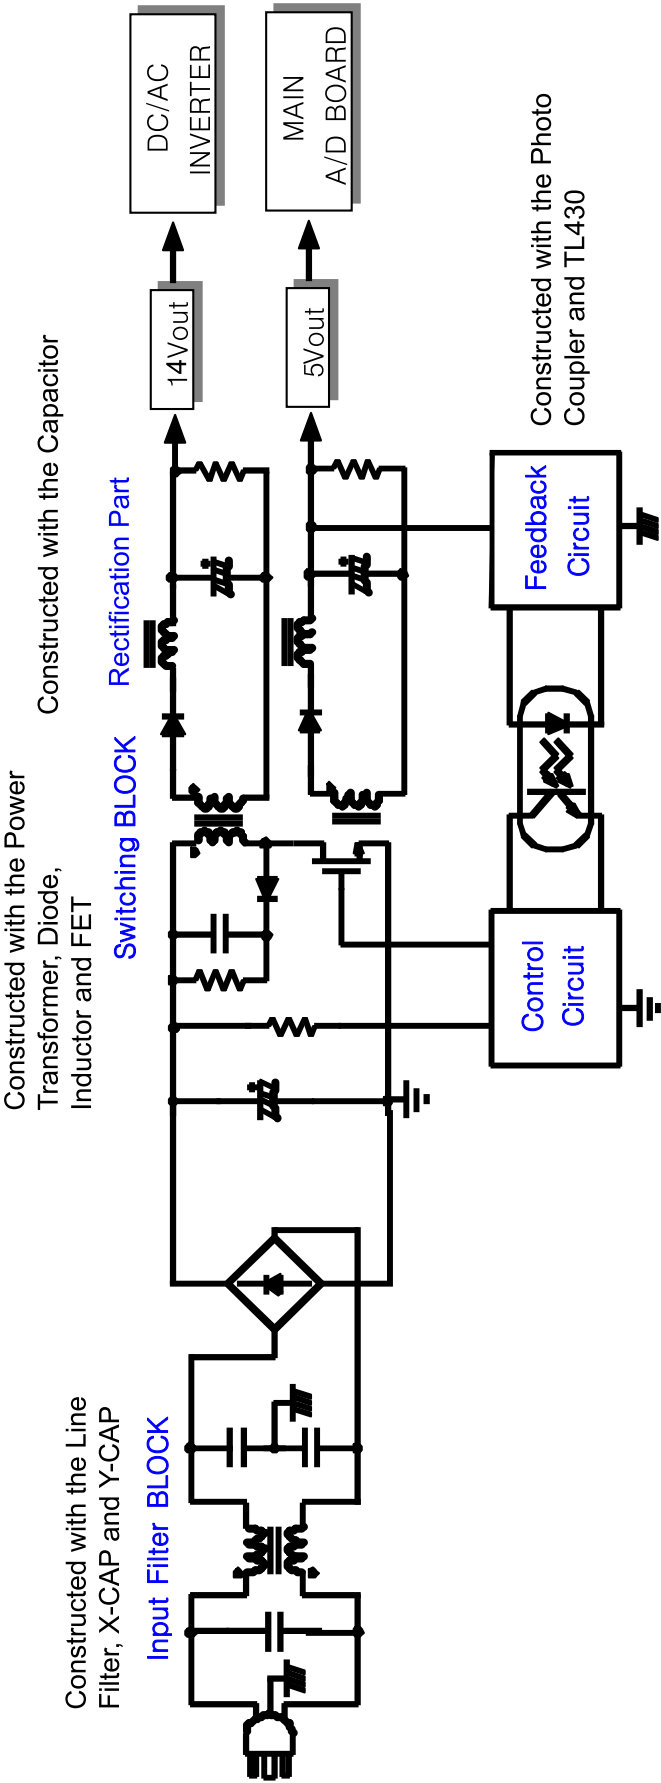 Constructed with the Line
Filter, X-CAP and Y-CAP
Input Filter BLOCK
Constructed with the Power
Transformer, Diode,
Inductor and FET
Switching BLOCK
Constructed with the Capacitor
Rectification Part
14Vout
DC/AC
INVERTER
5Vout
MAIN
A/D BOARD
Control
Circuit
Feedback
Circuit
Constructed with the Photo
Coupler and TL430